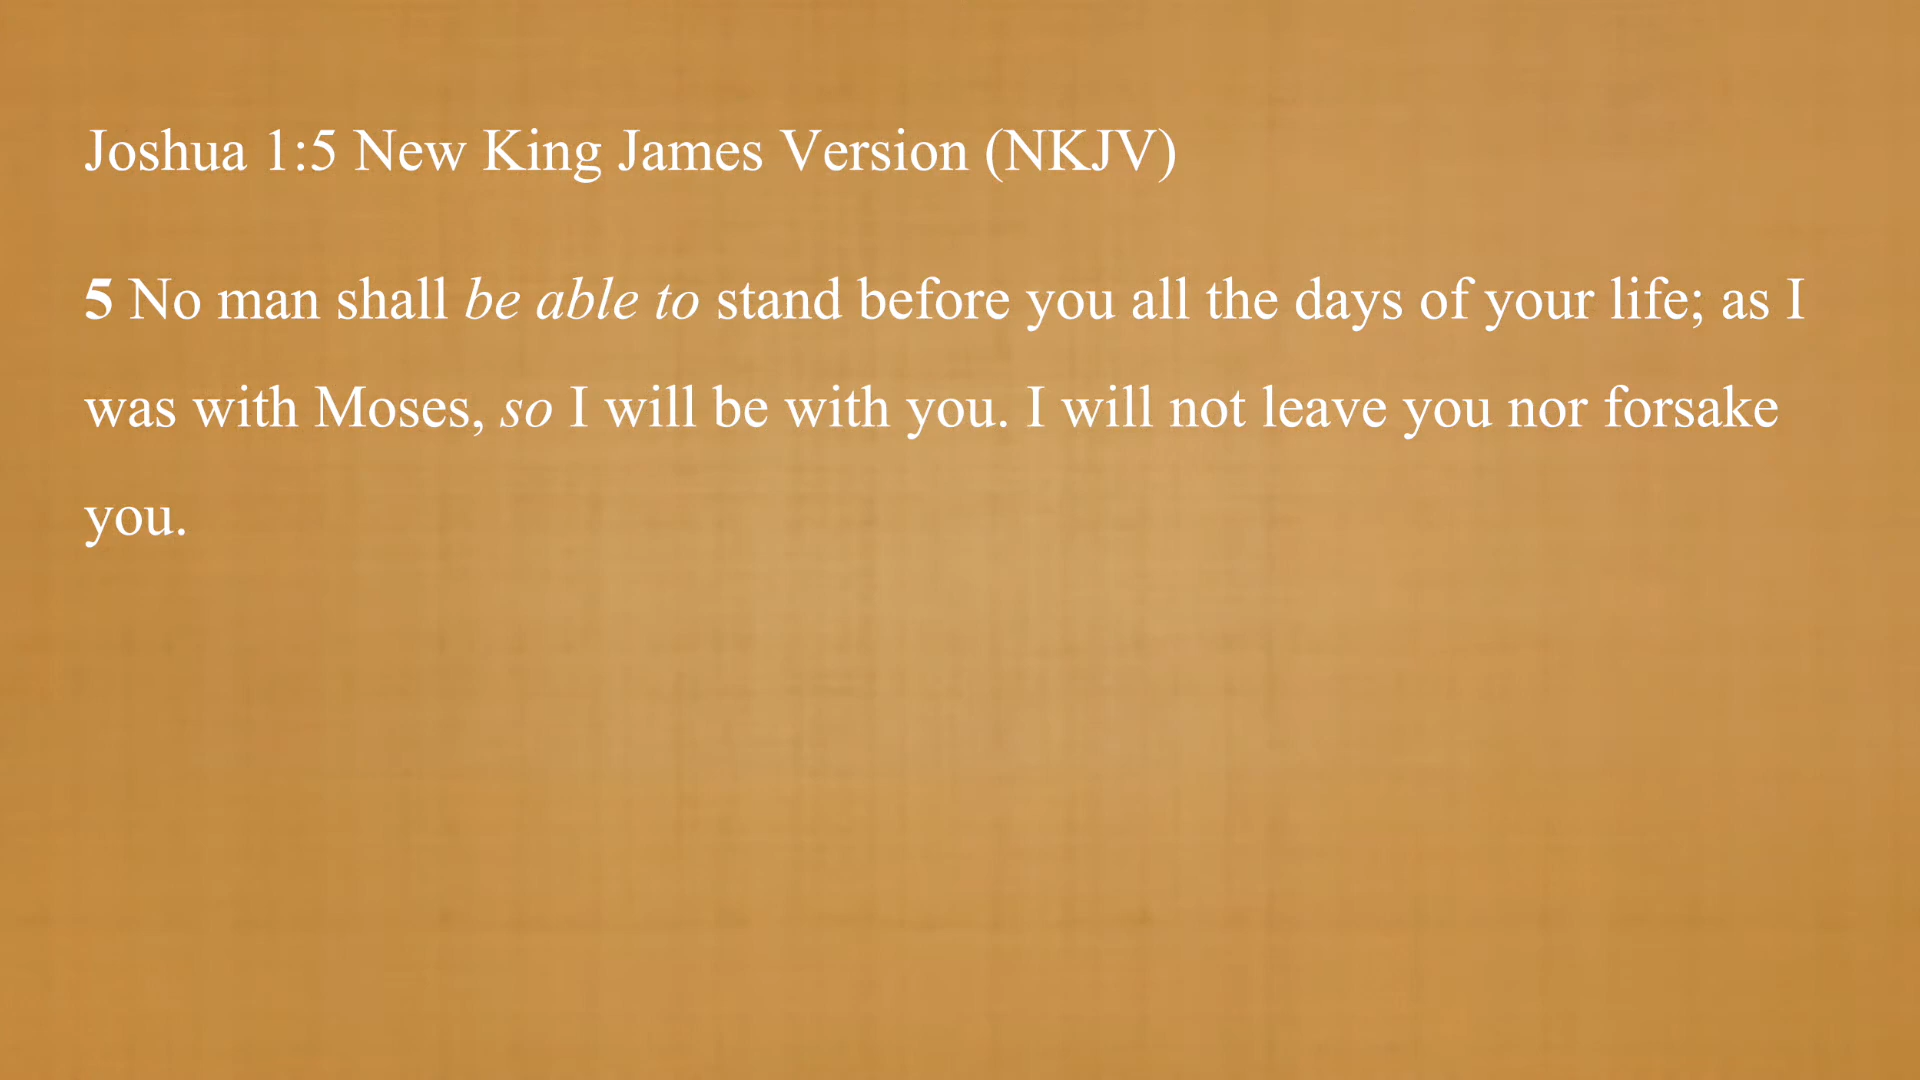 Joshua 1:5 New King James Version (NKJV)
5 No man shall be able to stand before you all the days of your life; as I
was with Moses, so I will be with you. I will not leave you nor forsake
you.